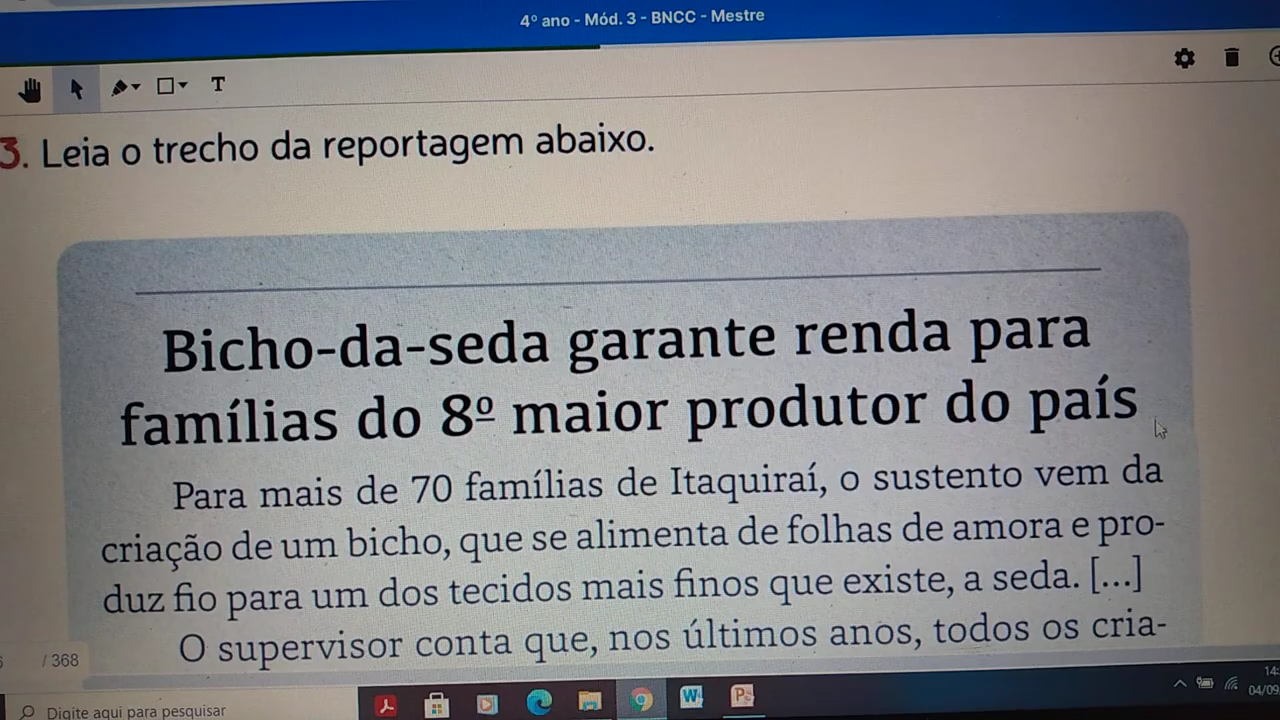 4º ano - Mód. 3 - BNCC - Mestre
T
3. Leia o trecho da reportagem abaixo.
Bicho-da-seda garante renda para
famílias do 8º maior produtor do país
Para mais de 70 famílias de Itaquiraí, o sustento vem da
criação de um bicho, que se alimenta de folhas de amora e pro-
duz fio para um dos tecidos mais finos que existe, a seda. [...]
O supervisor conta que, nos últimos anos, todos os cria-
/ 368
14:
04/09
Digite aqui para pesquisar